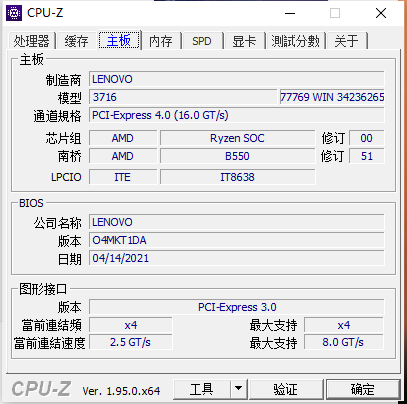 CPU-Z
处理器 缓存 主板 内存 SPD 显卡 測試分數 关于
主板
制造商 LENOVO
模型 3716 77769 WIN 34236265
通道規格 PCI-Express 4.0 (16.0 GT/s)
芯片组 AMD Ryzen SOC 修订 00
南桥 AMD B550 修订 51
LPCIO ITE IT8638
BIOS
公司名称 LENOVO
版本 O4MKT1DA
日期 04/14/2021
图形接口
版本 PCI-Express 3.0
當前連結頻 x4 最大支持 x4
當前連結速度 2.5 GT/s 最大支持 8.0 GT/s
CPU-Z Ver. 1.95.0.x64 工具 验证 确定